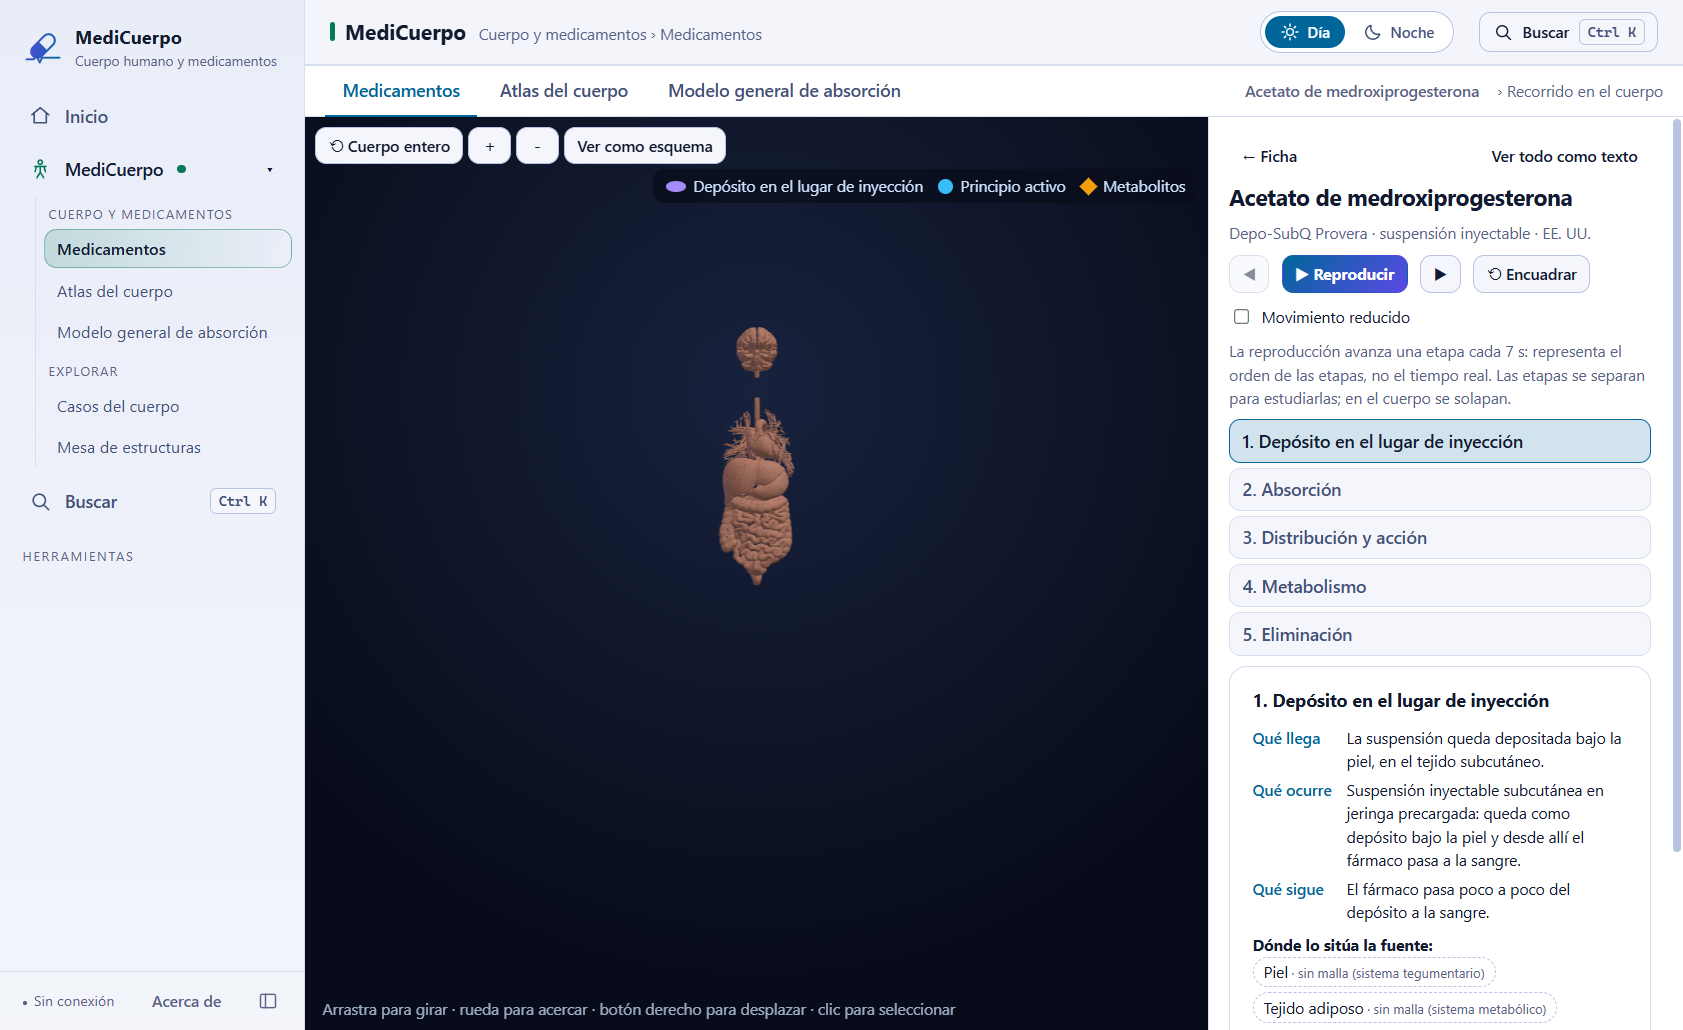 MediCuerpo
Cuerpo humano y medicamentos
Inicio
MediCuerpo
CUERPO Y MEDICAMENTOS
Medicamentos
Atlas del cuerpo
Modelo general de absorción
EXPLORAR
Casos del cuerpo
Mesa de estructuras
Buscar Ctrl K
HERRAMIENTAS
Sin conexión Acerca de
MediCuerpo Cuerpo y medicamentos › Medicamentos
Día Noche Buscar Ctrl K
Medicamentos Atlas del cuerpo Modelo general de absorción
Acetato de medroxiprogesterona › Recorrido en el cuerpo
Cuerpo entero + - Ver como esquema
Depósito en el lugar de inyección Principio activo Metabolitos
Arrastra para girar · rueda para acercar · botón derecho para desplazar · clic para seleccionar
← Ficha Ver todo como texto
Acetato de medroxiprogesterona
Depo-SubQ Provera · suspensión inyectable · EE. UU.
◀ ▶ Reproducir ▶ Encuadrar
Movimiento reducido
La reproducción avanza una etapa cada 7 s: representa el
orden de las etapas, no el tiempo real. Las etapas se separan
para estudiarlas; en el cuerpo se solapan.
1. Depósito en el lugar de inyección
2. Absorción
3. Distribución y acción
4. Metabolismo
5. Eliminación
1. Depósito en el lugar de inyección
Qué llega La suspensión queda depositada bajo la
piel, en el tejido subcutáneo.
Qué ocurre Suspensión inyectable subcutánea en
jeringa precargada: queda como
depósito bajo la piel y desde allí el
fármaco pasa a la sangre.
Qué sigue El fármaco pasa poco a poco del
depósito a la sangre.
Dónde lo sitúa la fuente:
Piel · sin malla (sistema tegumentario)
Tejido adiposo · sin malla (sistema metabólico)